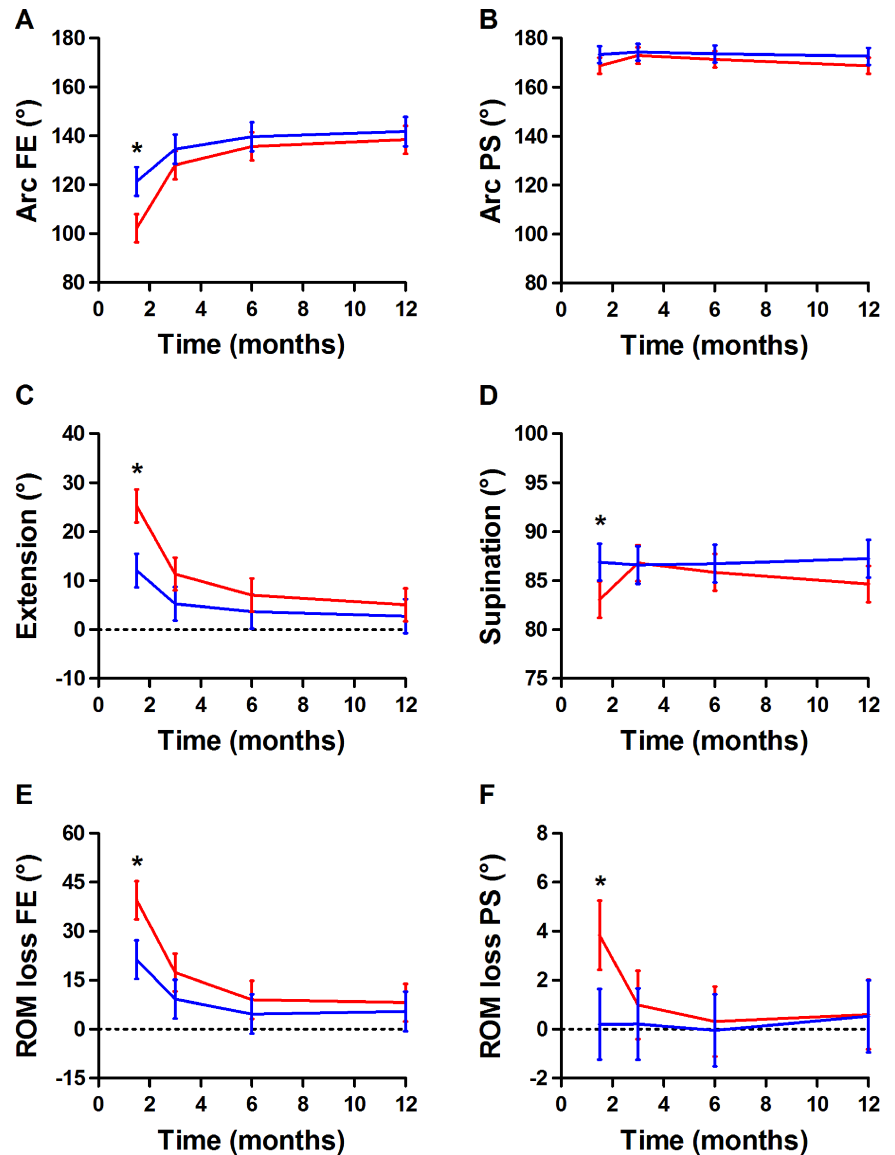 A
B
180
160
140
120
100
80
*
Arc FE (°)
0 2 4 6 8 10 12
Time (months)
180
160
140
120
100
80
Arc PS (°)
0 2 4 6 8 10 12
Time (months)
C
D
40
30
20
10
0
-10
*
Extension (°)
0 2 4 6 8 10 12
Time (months)
100
95
90
85
80
75
*
Supination (°)
0 2 4 6 8 10 12
Time (months)
E
F
60
45
30
15
0
-15
*
ROM loss FE (°)
0 2 4 6 8 10 12
Time (months)
8
6
4
2
0
-2
*
ROM loss PS (°)
0 2 4 6 8 10 12
Time (months)